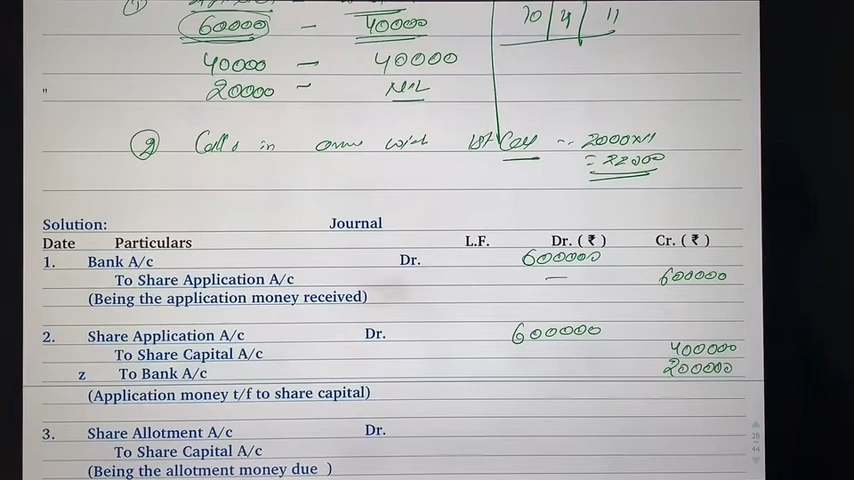 ①
60000 — 40000
40000 — 40000
20000 — NIL
10 | 4 | 11
"
② Calls in with 1st Call - 2000x11
= 22000
Solution: Journal
Date Particulars L.F. Dr. ( ₹ ) Cr. ( ₹ )
1. Bank A/c Dr. 600000
To Share Application A/c — 600000
(Being the application money received)
2. Share Application A/c Dr. 600000
To Share Capital A/c 400000
z To Bank A/c 200000
(Application money t/f to share capital)
3. Share Allotment A/c Dr.
To Share Capital A/c
(Being the allotment money due )
28
44